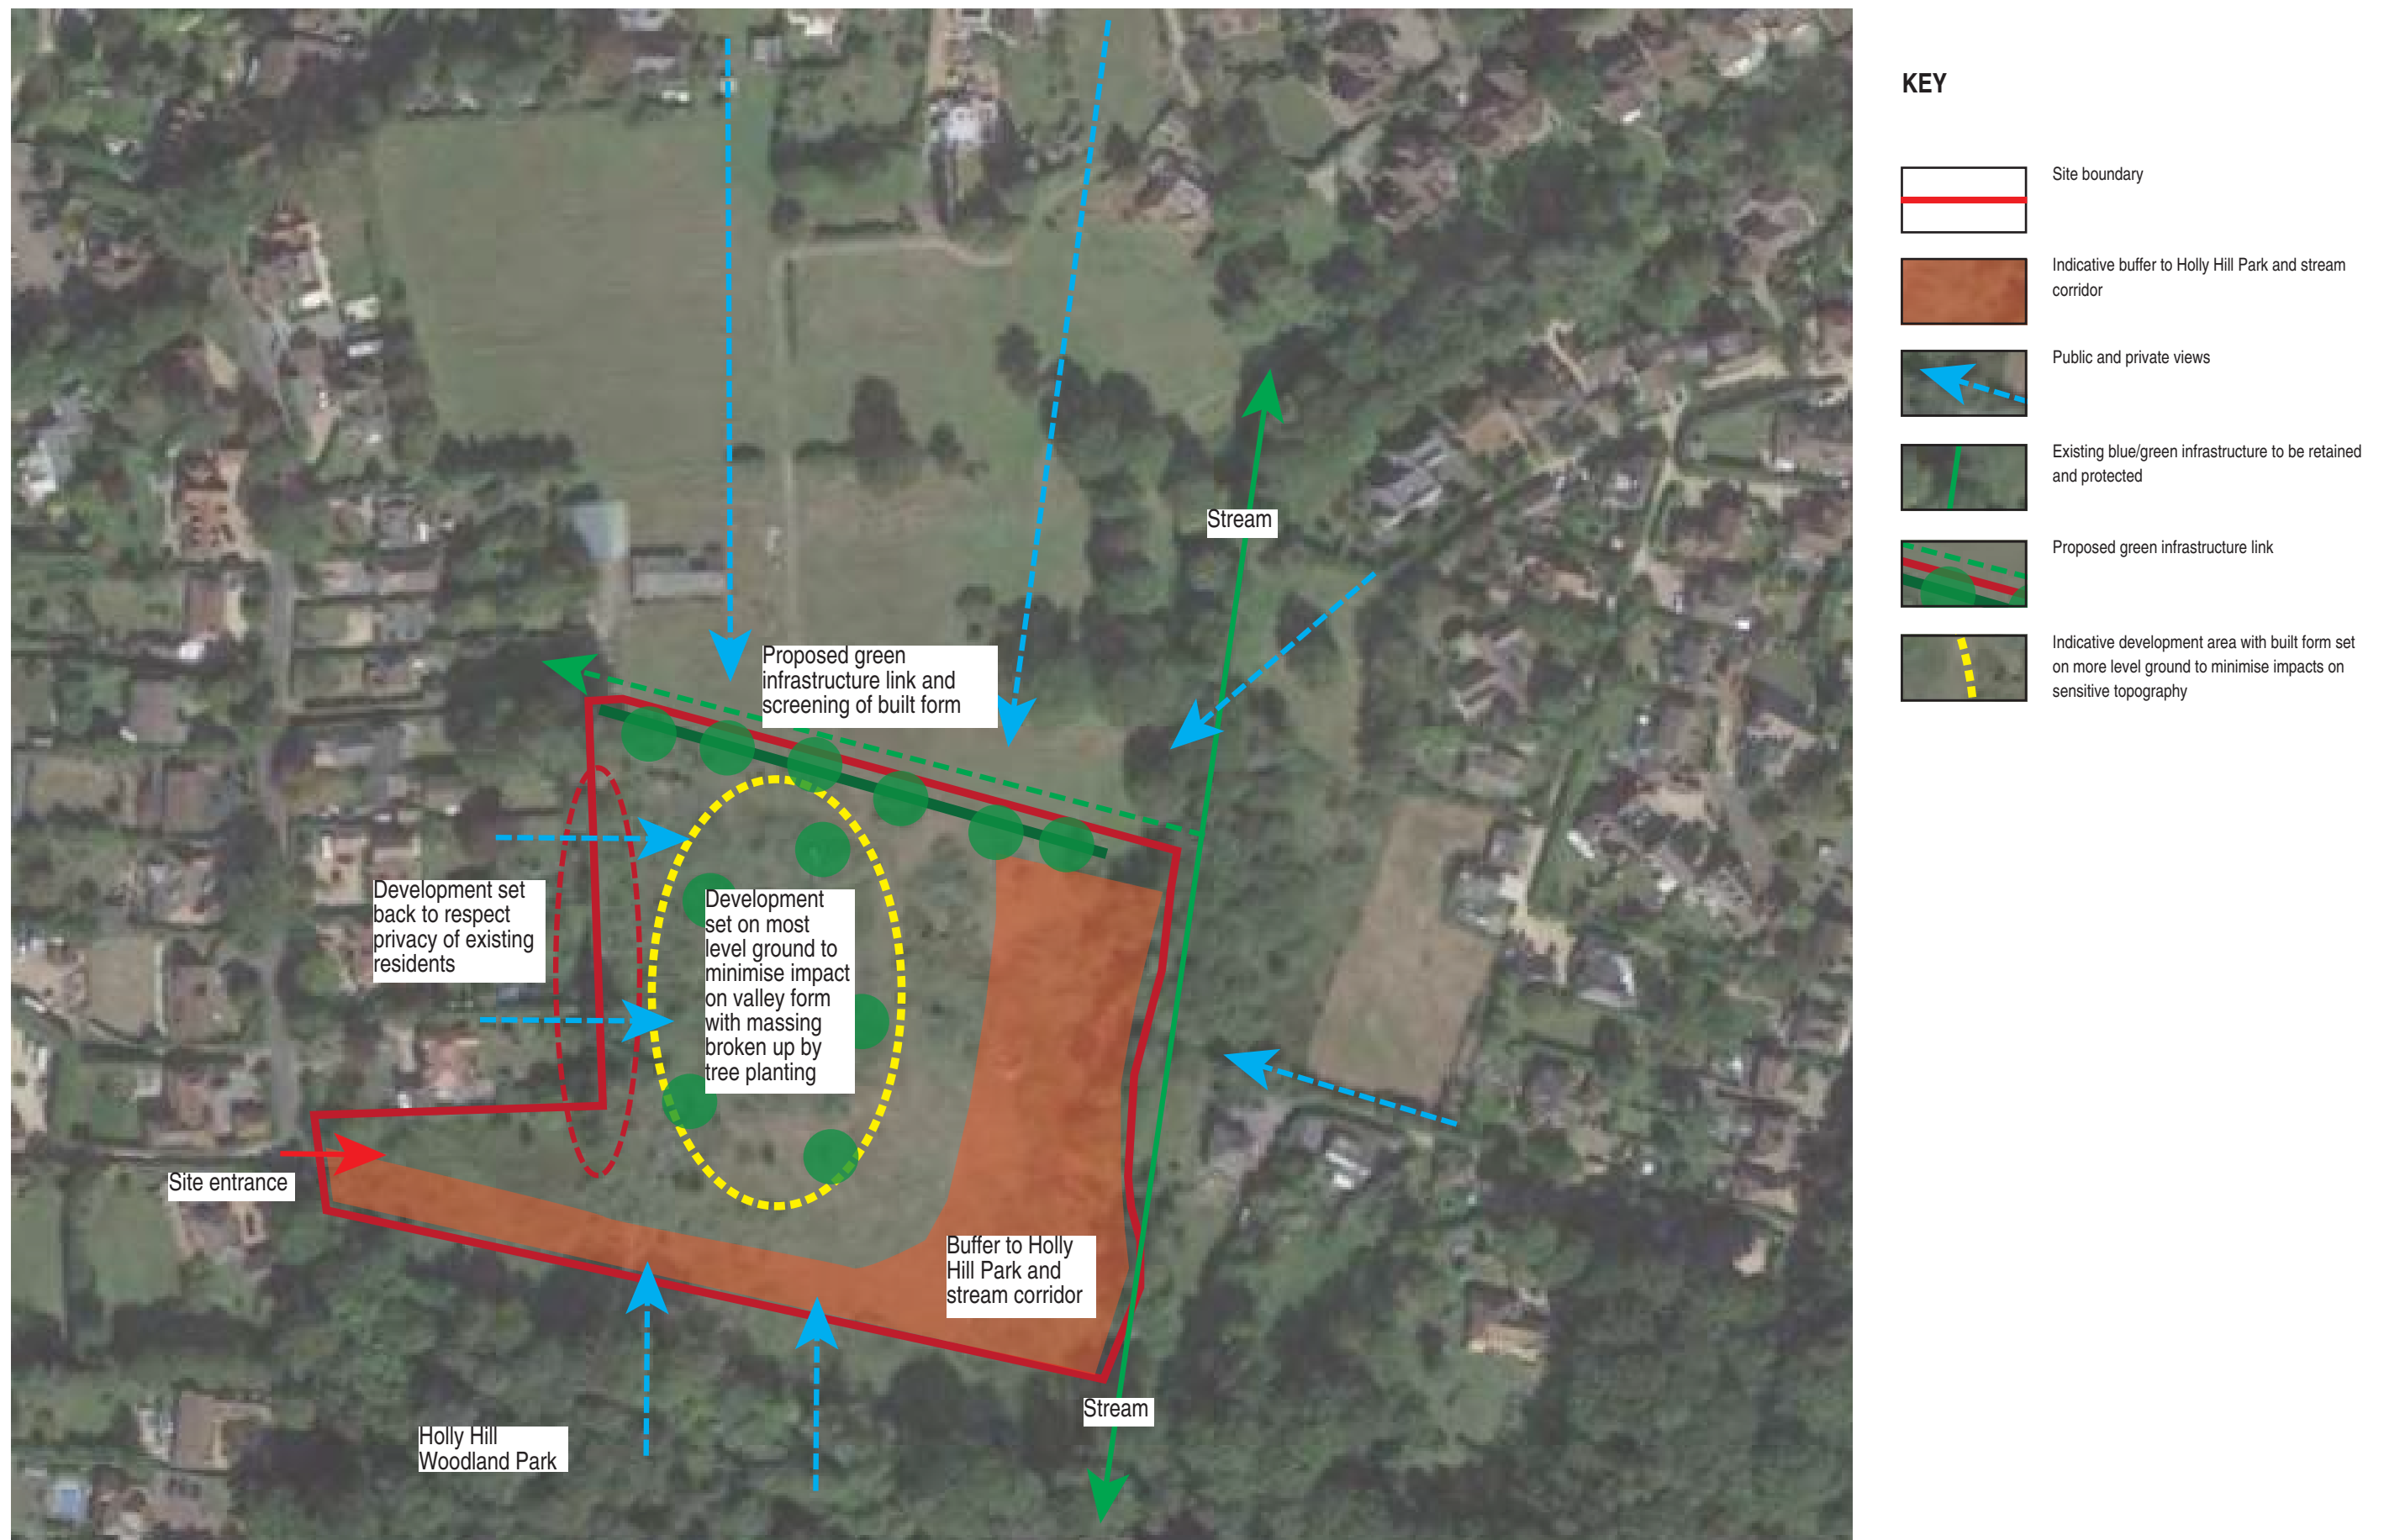 KEY
Site boundary
Indicative buffer to Holly Hill Park and stream
corridor
Public and private views
Existing blue/green infrastructure to be retained
and protected
Proposed green infrastructure link
Indicative development area with built form set
on more level ground to minimise impacts on
sensitive topography
Stream
Proposed green
infrastructure link and
screening of built form
Development set
back to respect
privacy of existing
residents
Development
set on most
level ground to
minimise impact
on valley form
with massing
broken up by
tree planting
Site entrance
Buffer to Holly
Hill Park and
stream corridor
Stream
Holly Hill
Woodland Park